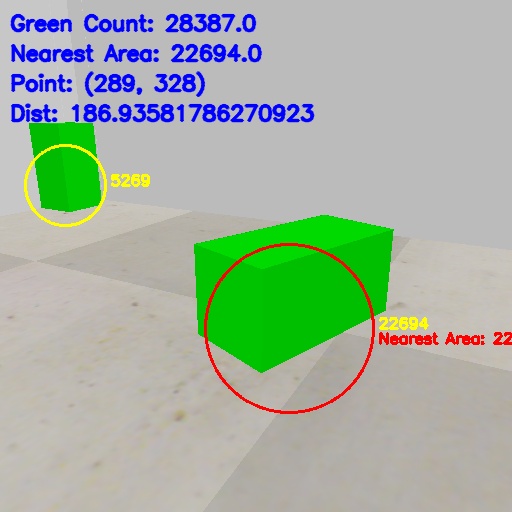 Green Count: 28387.0
Nearest Area: 22694.0
Point: (289, 328)
Dist: 186.93581786270923
5269
22694
Nearest Area: 22